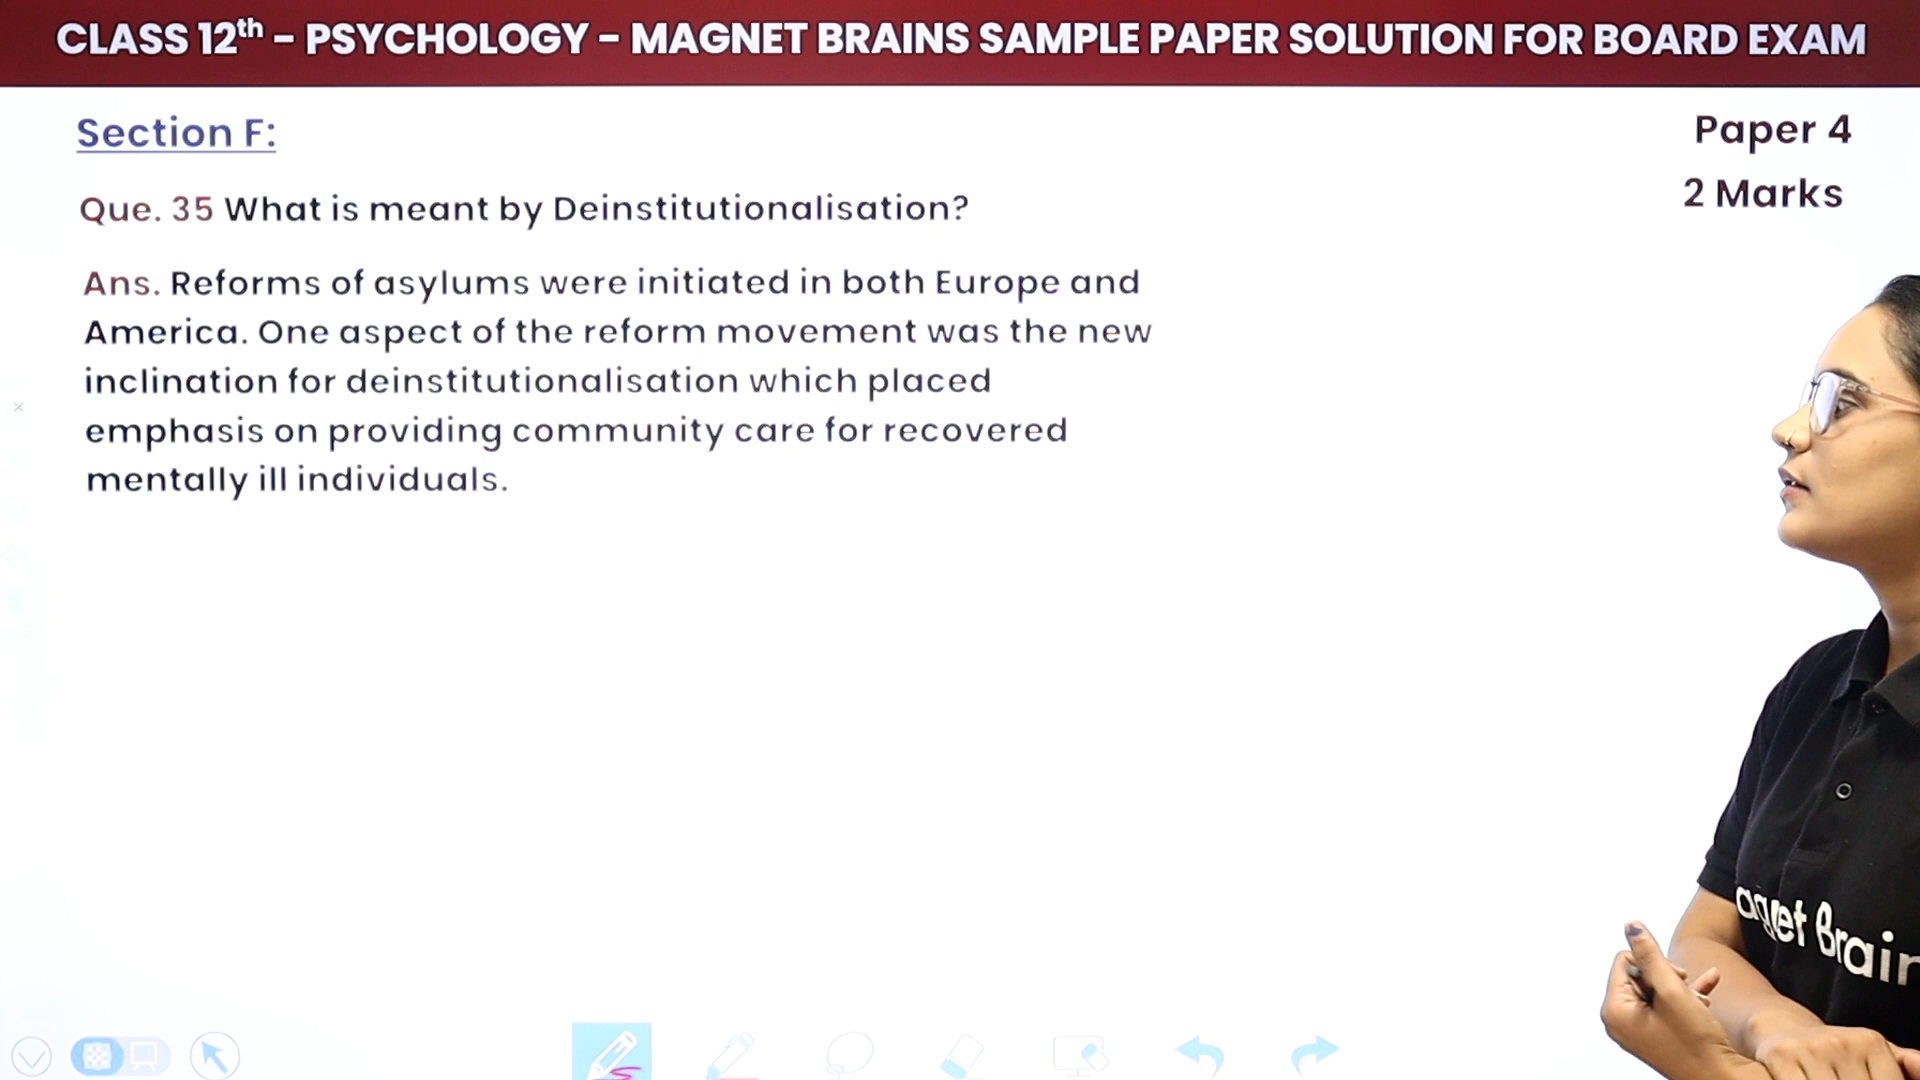 CLASS 12th - PSYCHOLOGY - MAGNET BRAINS SAMPLE PAPER SOLUTION FOR BOARD EXAM
Section F:
Paper 4
2 Marks
Que. 35 What is meant by Deinstitutionalisation?
Ans. Reforms of asylums were initiated in both Europe and
America. One aspect of the reform movement was the new
inclination for deinstitutionalisation which placed
emphasis on providing community care for recovered
mentally ill individuals.
agnet Brain